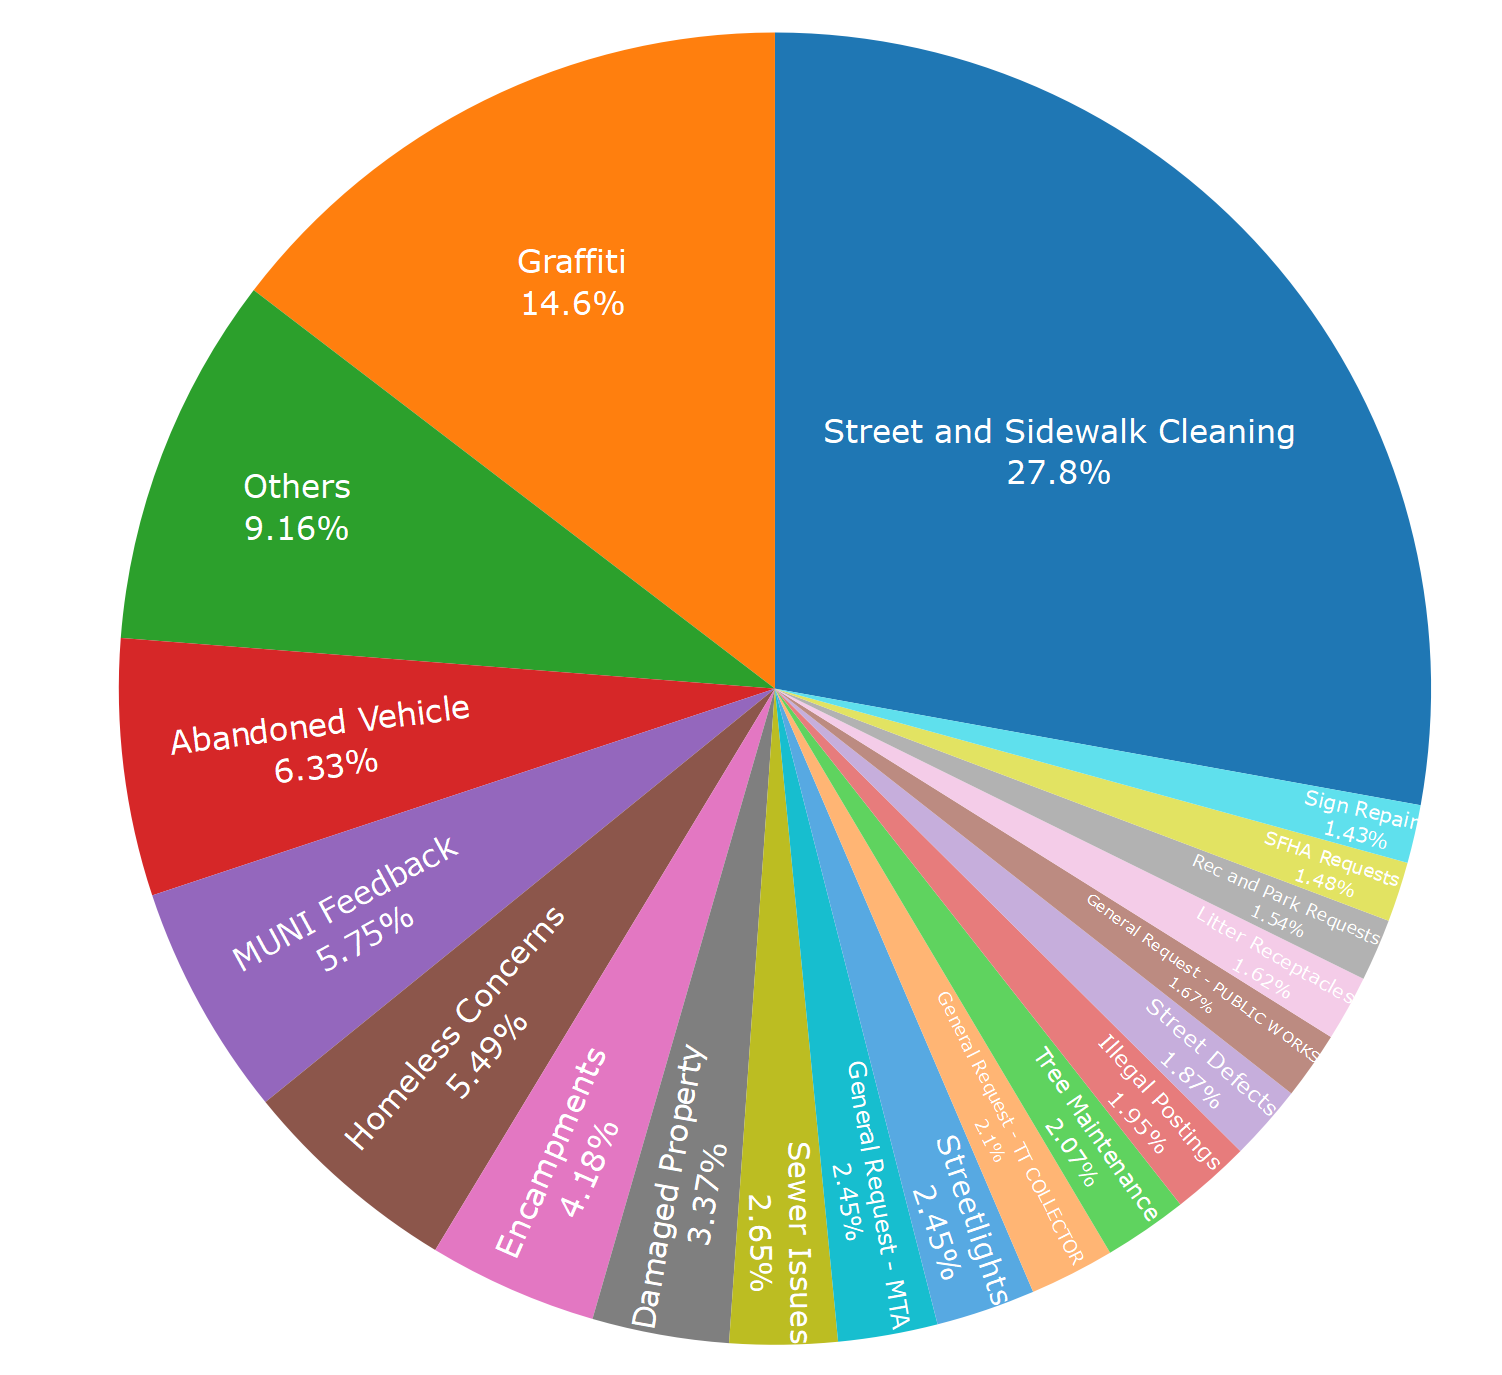 Graffiti
14.6%
Street and Sidewalk Cleaning
27.8%
Others
9.16%
Abandoned Vehicle
6.33%
MUNI Feedback
5.75%
Homeless Concerns
5.49%
Encampments
4.18%
Damaged Property
3.37%
Sewer Issues
2.65%
General Request - MTA
2.45%
Streetlights
2.45%
General Request - TT COLLECTOR
2.1%
Tree Maintenance
2.07%
Illegal Postings
1.95%
Street Defects
1.87%
General Request - PUBLIC WORKS
1.67%
Litter Receptacles
1.62%
Rec and Park Requests
1.54%
SFHA Requests
1.48%
Sign Repair
1.43%